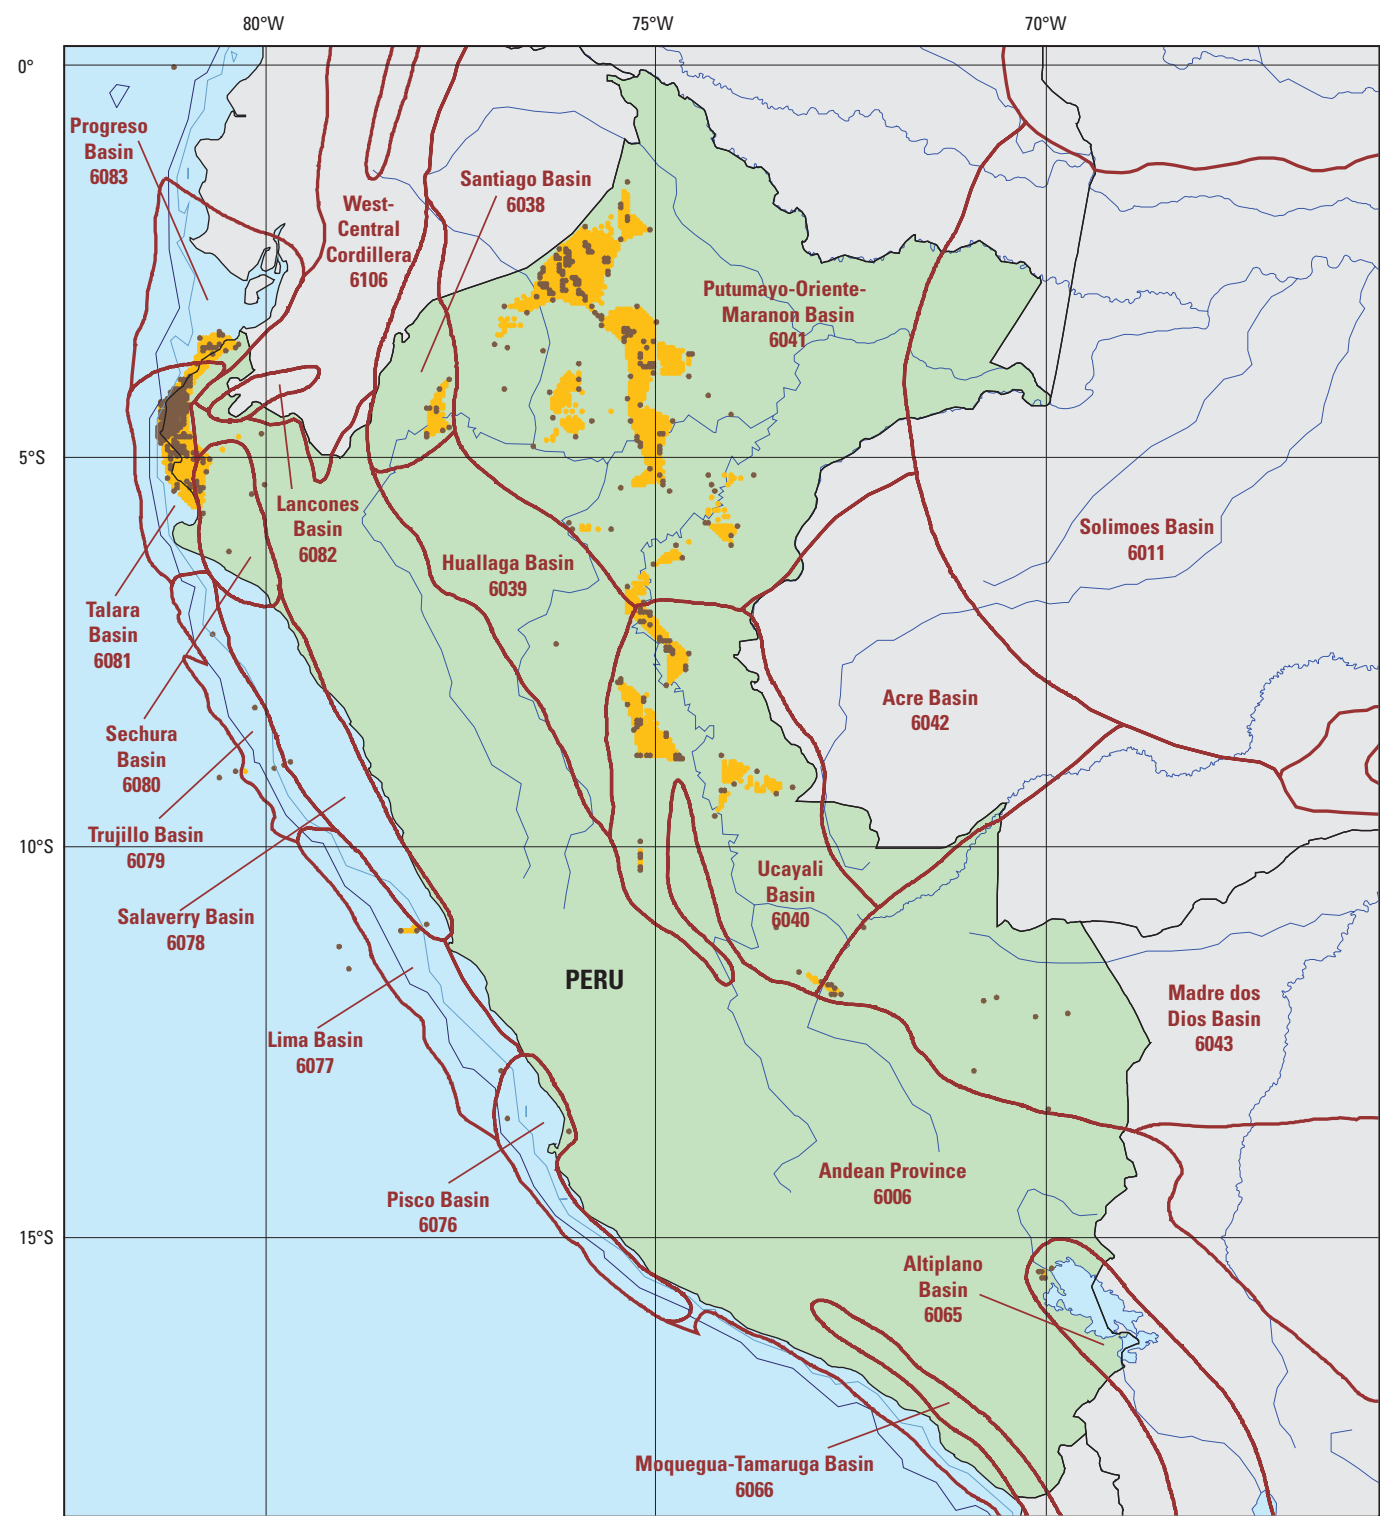 80°W
75°W
70°W
0°
Progreso
Basin
6083
Santiago Basin
6038
West-
Central
Cordillera
6106
Putumayo-Oriente-
Maranon Basin
6041
5°S
Lancones
Basin
6082
Solimoes Basin
6011
Huallaga Basin
6039
Talara
Basin
6081
Acre Basin
6042
Sechura
Basin
6080
Trujillo Basin
6079
10°S
Ucayali
Basin
6040
Salaverry Basin
6078
PERU
Madre dos
Dios Basin
6043
Lima Basin
6077
Andean Province
6006
Pisco Basin
6076
15°S
Altiplano
Basin
6065
Moquegua-Tamaruga Basin
6066